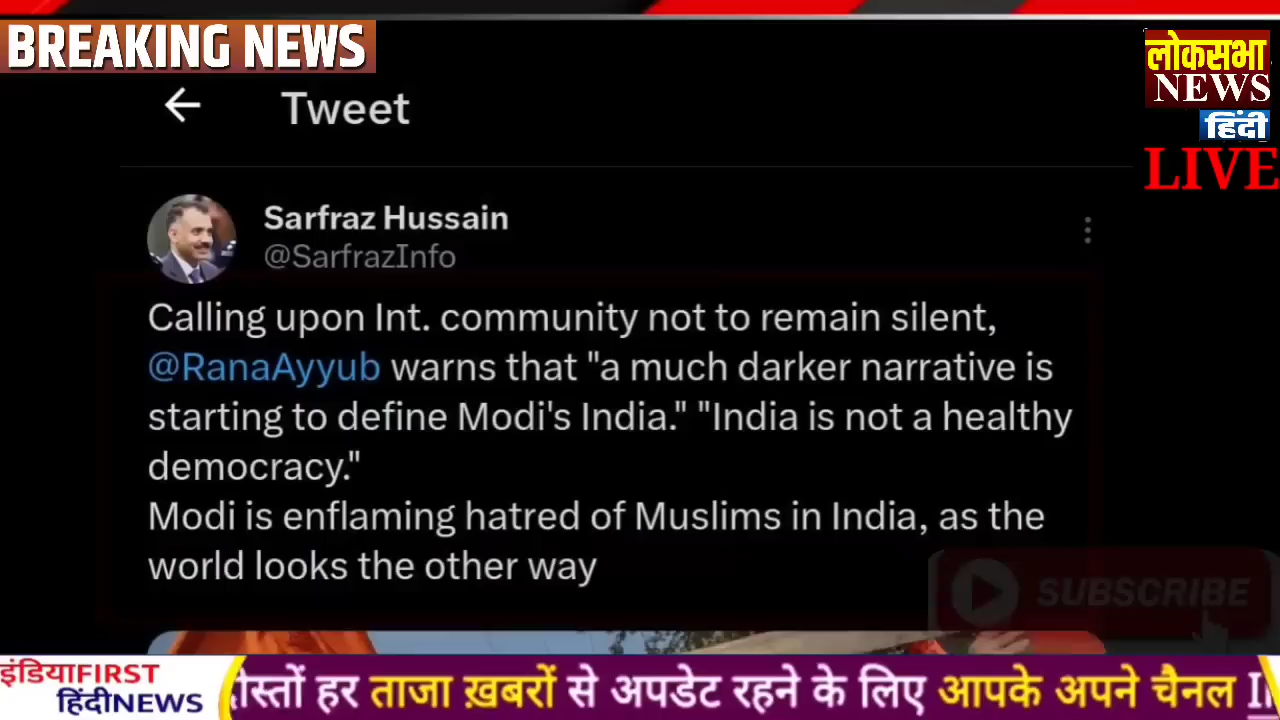 BREAKING NEWS
लोकसभा
NEWS
हिंदी
LIVE
Tweet
Sarfraz Hussain
@SarfrazInfo
Calling upon Int. community not to remain silent,
@RanaAyyub warns that "a much darker narrative is
starting to define Modi's India." "India is not a healthy
democracy."
Modi is enflaming hatred of Muslims in India, as the
world looks the other way
SUBSCRIBE
इंडियाFIRST
हिंदीNEWS
हर ताजा ख़बरों से अपडेट रहने के लिए आपके अपने चैनल